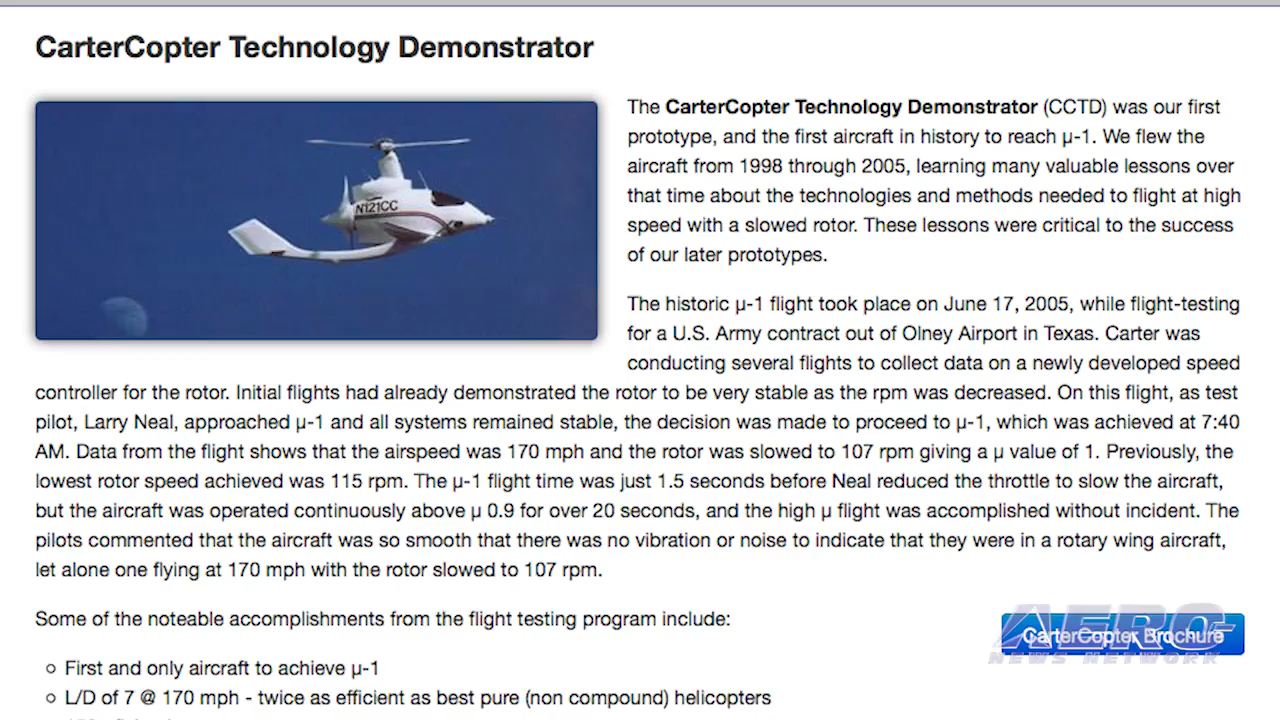 CarterCopter Technology Demonstrator
N121CC
The CarterCopter Technology Demonstrator (CCTD) was our first
prototype, and the first aircraft in history to reach µ-1. We flew the
aircraft from 1998 through 2005, learning many valuable lessons over
that time about the technologies and methods needed to flight at high
speed with a slowed rotor. These lessons were critical to the success
of our later prototypes.
The historic µ-1 flight took place on June 17, 2005, while flight-testing
for a U.S. Army contract out of Olney Airport in Texas. Carter was
conducting several flights to collect data on a newly developed speed
controller for the rotor. Initial flights had already demonstrated the rotor to be very stable as the rpm was decreased. On this flight, as test
pilot, Larry Neal, approached µ-1 and all systems remained stable, the decision was made to proceed to µ-1, which was achieved at 7:40
AM. Data from the flight shows that the airspeed was 170 mph and the rotor was slowed to 107 rpm giving a µ value of 1. Previously, the
lowest rotor speed achieved was 115 rpm. The µ-1 flight time was just 1.5 seconds before Neal reduced the throttle to slow the aircraft,
but the aircraft was operated continuously above µ 0.9 for over 20 seconds, and the high µ flight was accomplished without incident. The
pilots commented that the aircraft was so smooth that there was no vibration or noise to indicate that they were in a rotary wing aircraft,
let alone one flying at 170 mph with the rotor slowed to 107 rpm.
Some of the noteable accomplishments from the flight testing program include:
CarterCopter Brochure
AERO-
NEWS NETWORK
First and only aircraft to achieve µ-1
L/D of 7 @ 170 mph - twice as efficient as best pure (non compound) helicopters